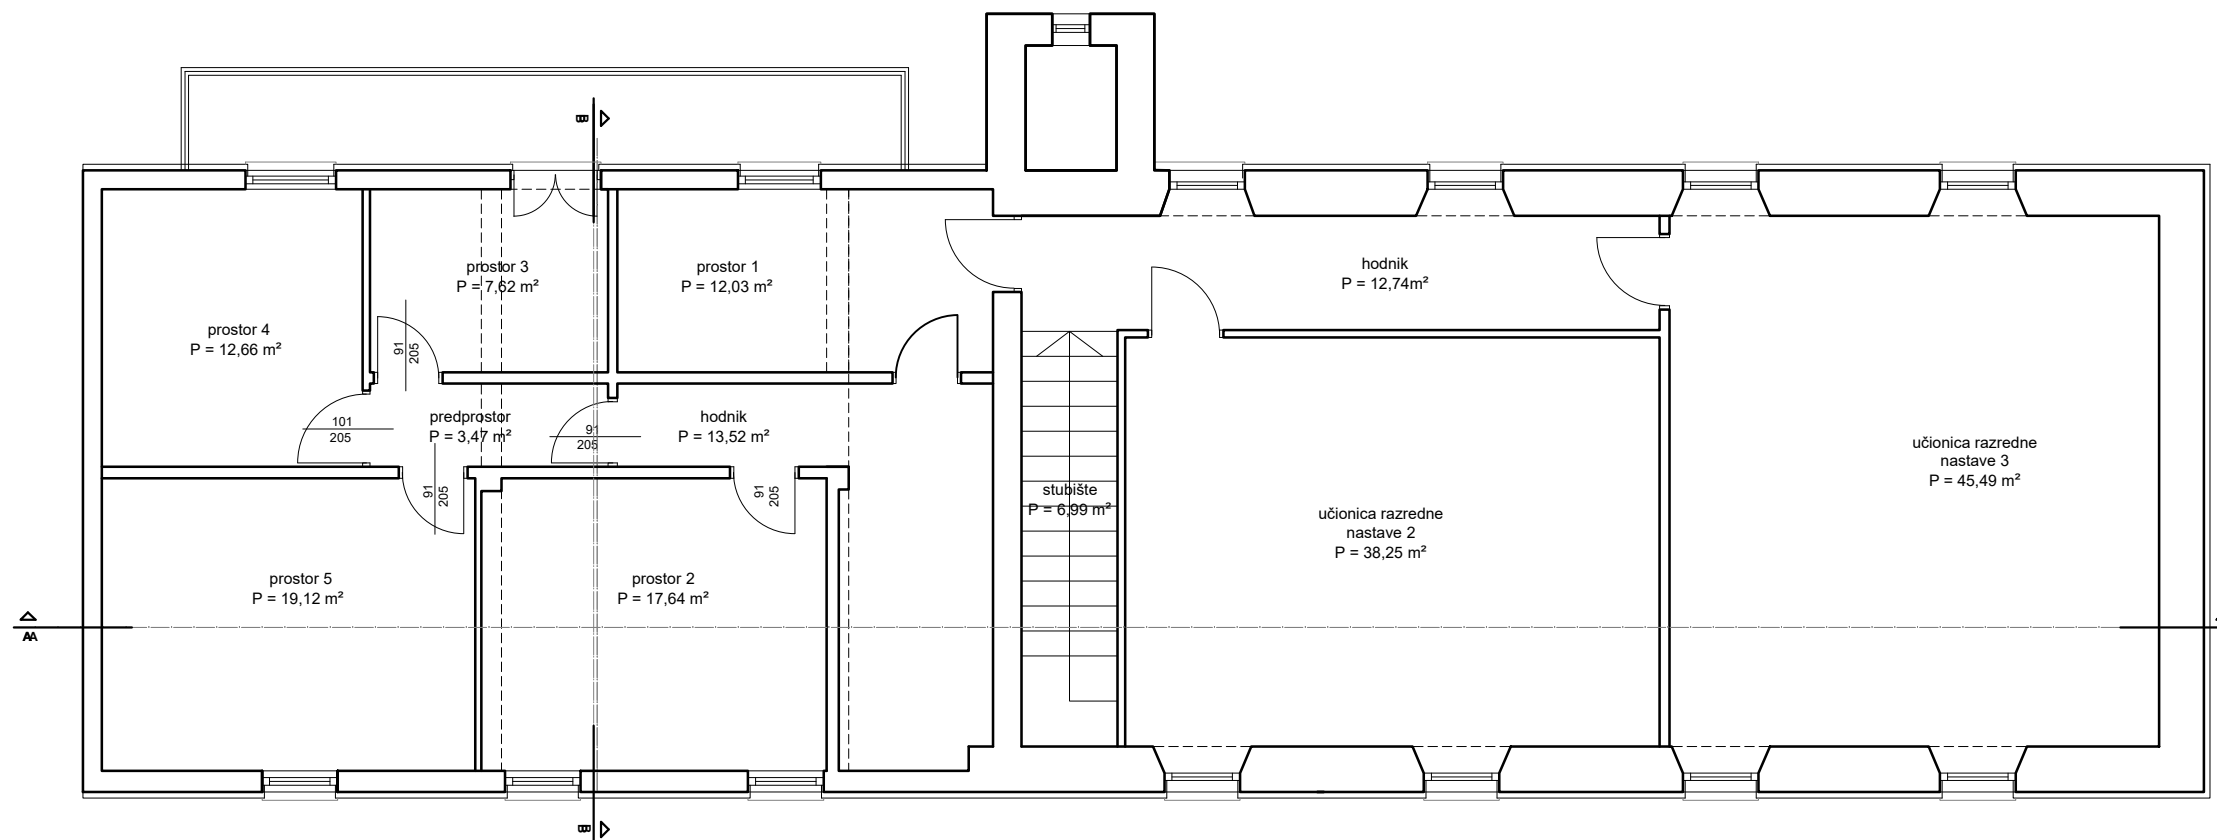 BB
prostor 3
P = 7,62 m²
prostor 1
P = 12,03 m²
hodnik
P = 12,74m²
prostor 4
P = 12,66 m²
91
205
predprostor
P = 3,47 m²
hodnik
P = 13,52 m²
101
205
91
205
učionica razredne
nastave 3
P = 45,49 m²
91
205
91
205
stubište
P = 6,99 m²
učionica razredne
nastave 2
P = 38,25 m²
prostor 5
P = 19,12 m²
prostor 2
P = 17,64 m²
AA
BB